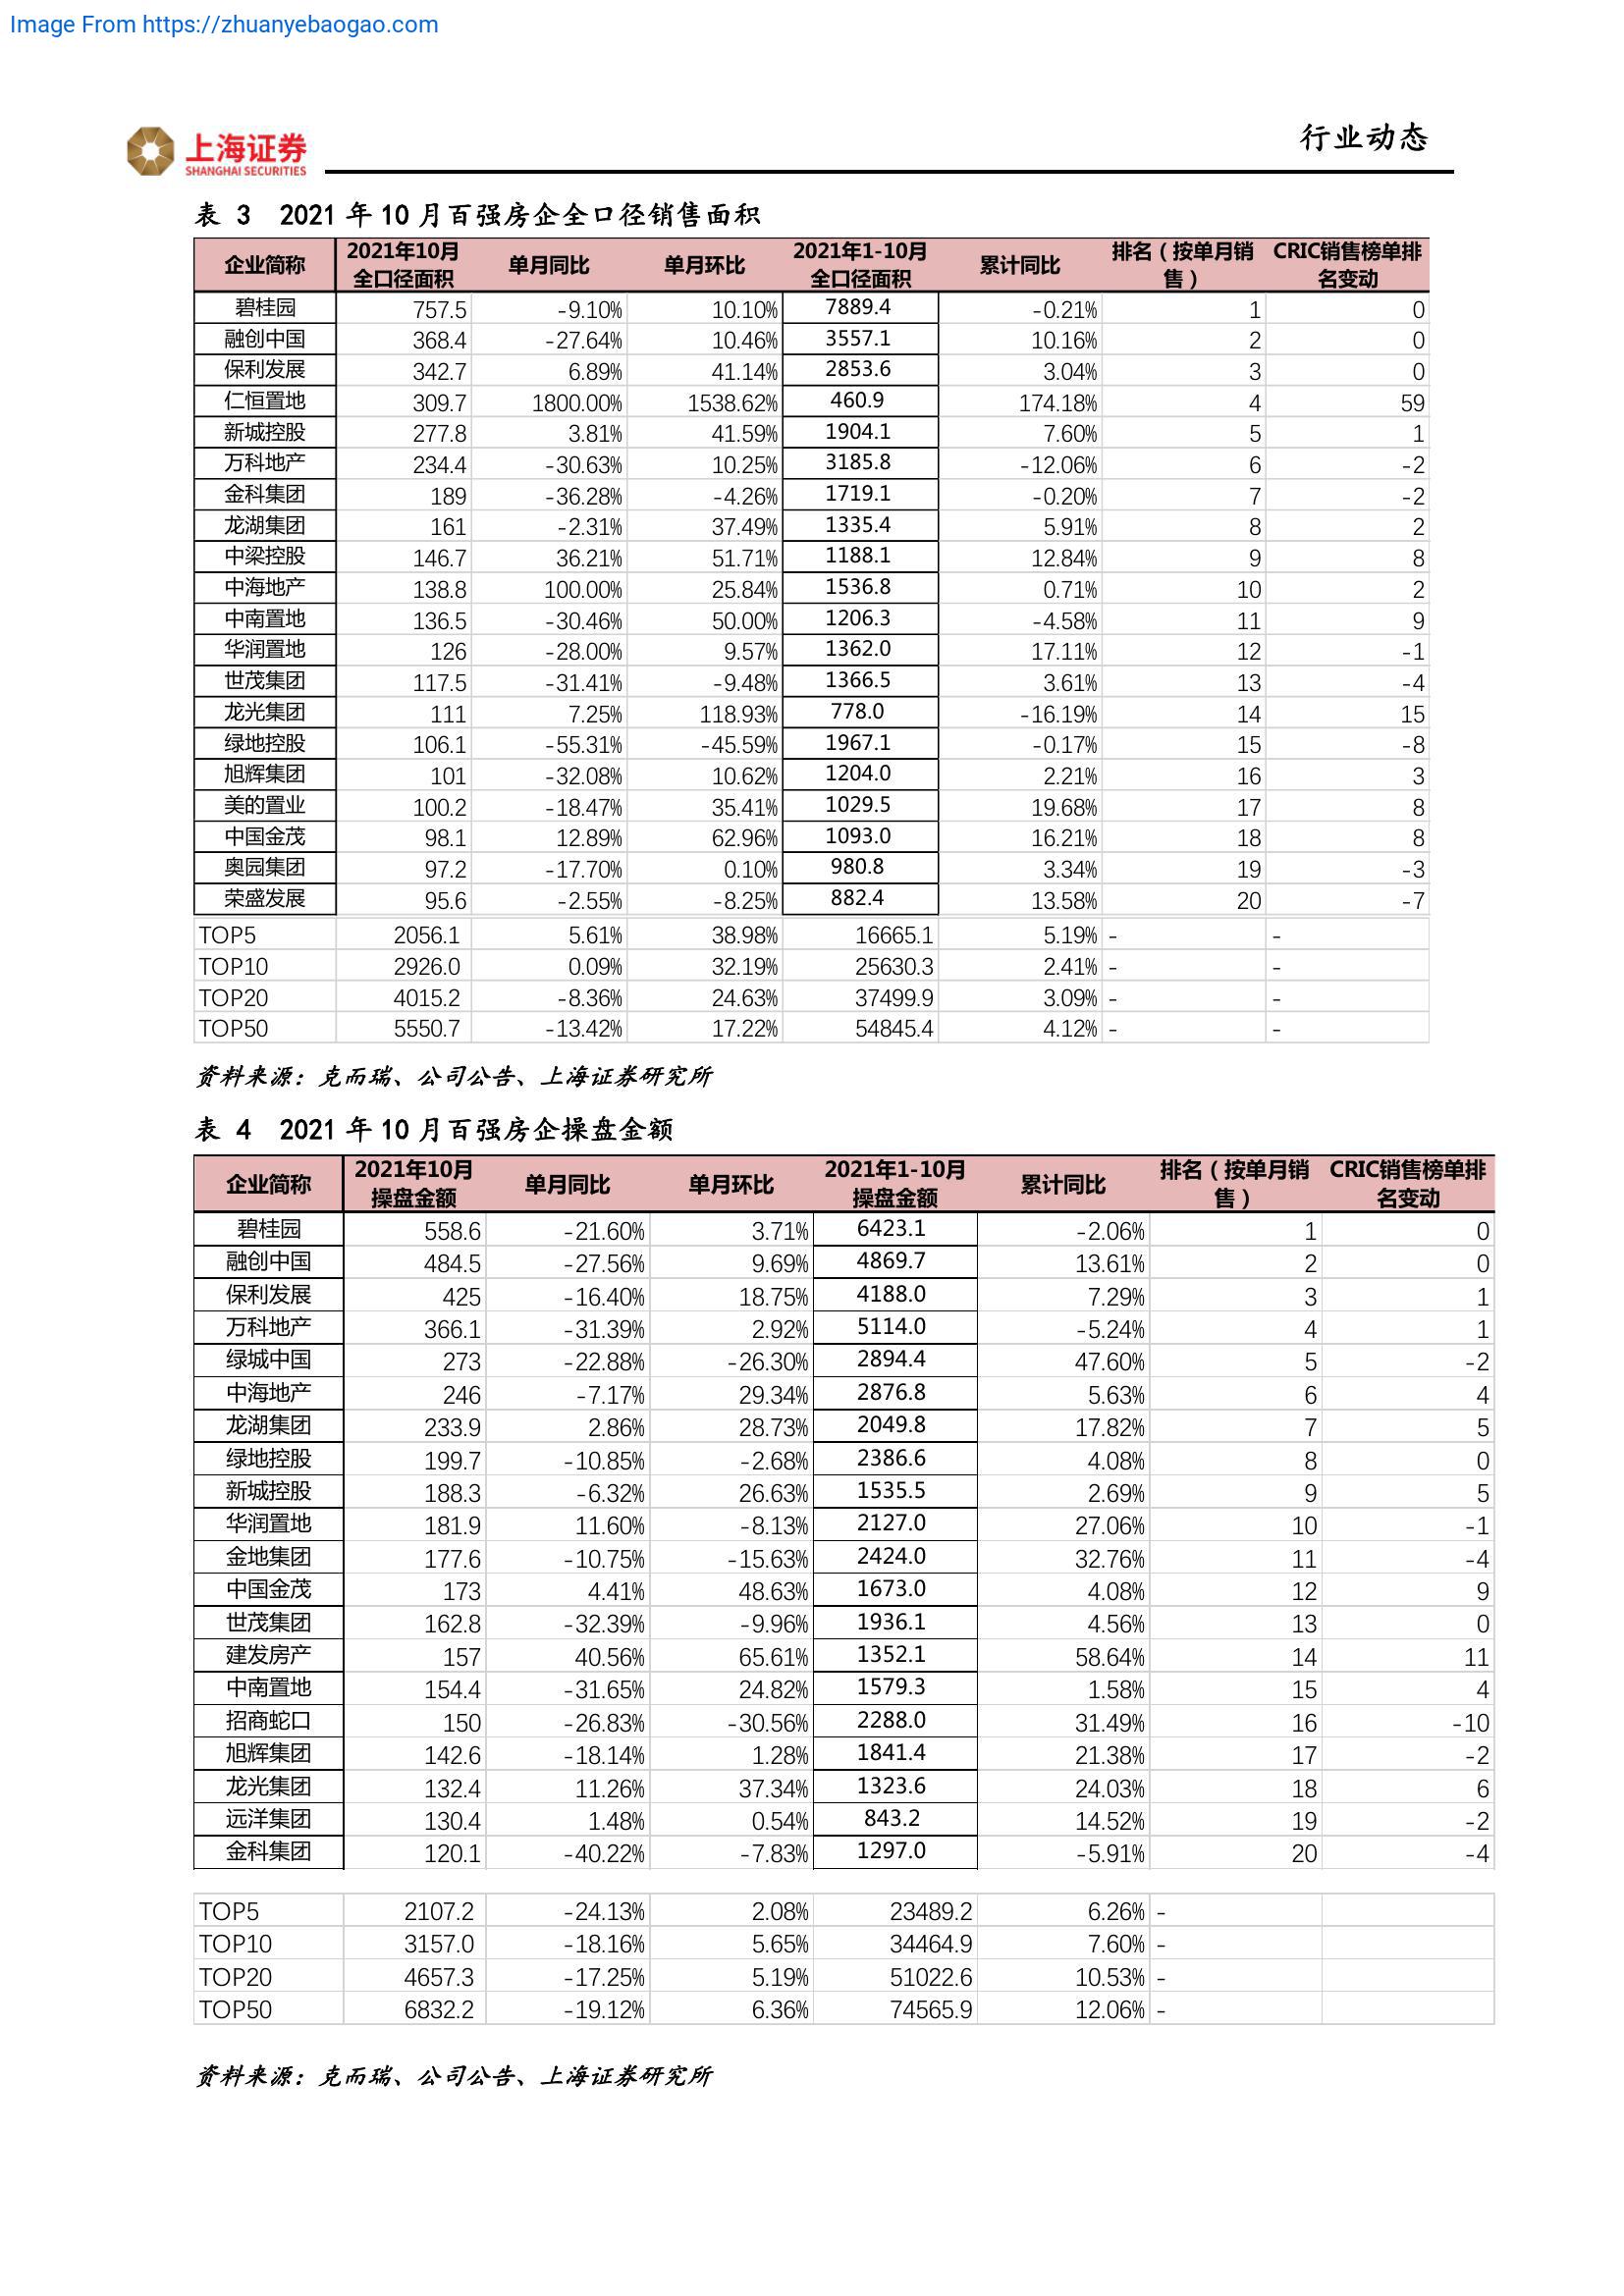 Image From https://zhuanyebaogao.com
上海证券
SHANGHAI SECURITIES
行业动态
表 3 2021 年 10 月百强房企全口径销售面积
企业简称 2021年10月全口径面积 单月同比 单月环比 2021年1-10月全口径面积 累计同比 排名（按单月销售） CRIC销售榜单排名变动
碧桂园 757.5 -9.10% 10.10% 7889.4 -0.21% 1 0
融创中国 368.4 -27.64% 10.46% 3557.1 10.16% 2 0
保利发展 342.7 6.89% 41.14% 2853.6 3.04% 3 0
仁恒置地 309.7 1800.00% 1538.62% 460.9 174.18% 4 59
新城控股 277.8 3.81% 41.59% 1904.1 7.60% 5 1
万科地产 234.4 -30.63% 10.25% 3185.8 -12.06% 6 -2
金科集团 189 -36.28% -4.26% 1719.1 -0.20% 7 -2
龙湖集团 161 -2.31% 37.49% 1335.4 5.91% 8 2
中梁控股 146.7 36.21% 51.71% 1188.1 12.84% 9 8
中海地产 138.8 100.00% 25.84% 1536.8 0.71% 10 2
中南置地 136.5 -30.46% 50.00% 1206.3 -4.58% 11 9
华润置地 126 -28.00% 9.57% 1362.0 17.11% 12 -1
世茂集团 117.5 -31.41% -9.48% 1366.5 3.61% 13 -4
龙光集团 111 7.25% 118.93% 778.0 -16.19% 14 15
绿地控股 106.1 -55.31% -45.59% 1967.1 -0.17% 15 -8
旭辉集团 101 -32.08% 10.62% 1204.0 2.21% 16 3
美的置业 100.2 -18.47% 35.41% 1029.5 19.68% 17 8
中国金茂 98.1 12.89% 62.96% 1093.0 16.21% 18 8
奥园集团 97.2 -17.70% 0.10% 980.8 3.34% 19 -3
荣盛发展 95.6 -2.55% -8.25% 882.4 13.58% 20 -7
TOP5 2056.1 5.61% 38.98% 16665.1 5.19% - -
TOP10 2926.0 0.09% 32.19% 25630.3 2.41% - -
TOP20 4015.2 -8.36% 24.63% 37499.9 3.09% - -
TOP50 5550.7 -13.42% 17.22% 54845.4 4.12% - -
资料来源：克而瑞、公司公告、上海证券研究所
表 4 2021 年 10 月百强房企操盘金额
企业简称 2021年10月操盘金额 单月同比 单月环比 2021年1-10月操盘金额 累计同比 排名（按单月销售） CRIC销售榜单排名变动
碧桂园 558.6 -21.60% 3.71% 6423.1 -2.06% 1 0
融创中国 484.5 -27.56% 9.69% 4869.7 13.61% 2 0
保利发展 425 -16.40% 18.75% 4188.0 7.29% 3 1
万科地产 366.1 -31.39% 2.92% 5114.0 -5.24% 4 1
绿城中国 273 -22.88% -26.30% 2894.4 47.60% 5 -2
中海地产 246 -7.17% 29.34% 2876.8 5.63% 6 4
龙湖集团 233.9 2.86% 28.73% 2049.8 17.82% 7 5
绿地控股 199.7 -10.85% -2.68% 2386.6 4.08% 8 0
新城控股 188.3 -6.32% 26.63% 1535.5 2.69% 9 5
华润置地 181.9 11.60% -8.13% 2127.0 27.06% 10 -1
金地集团 177.6 -10.75% -15.63% 2424.0 32.76% 11 -4
中国金茂 173 4.41% 48.63% 1673.0 4.08% 12 9
世茂集团 162.8 -32.39% -9.96% 1936.1 4.56% 13 0
建发房产 157 40.56% 65.61% 1352.1 58.64% 14 11
中南置地 154.4 -31.65% 24.82% 1579.3 1.58% 15 4
招商蛇口 150 -26.83% -30.56% 2288.0 31.49% 16 -10
旭辉集团 142.6 -18.14% 1.28% 1841.4 21.38% 17 -2
龙光集团 132.4 11.26% 37.34% 1323.6 24.03% 18 6
远洋集团 130.4 1.48% 0.54% 843.2 14.52% 19 -2
金科集团 120.1 -40.22% -7.83% 1297.0 -5.91% 20 -4
TOP5 2107.2 -24.13% 2.08% 23489.2 6.26% -
TOP10 3157.0 -18.16% 5.65% 34464.9 7.60% -
TOP20 4657.3 -17.25% 5.19% 51022.6 10.53% -
TOP50 6832.2 -19.12% 6.36% 74565.9 12.06% -
资料来源：克而瑞、公司公告、上海证券研究所